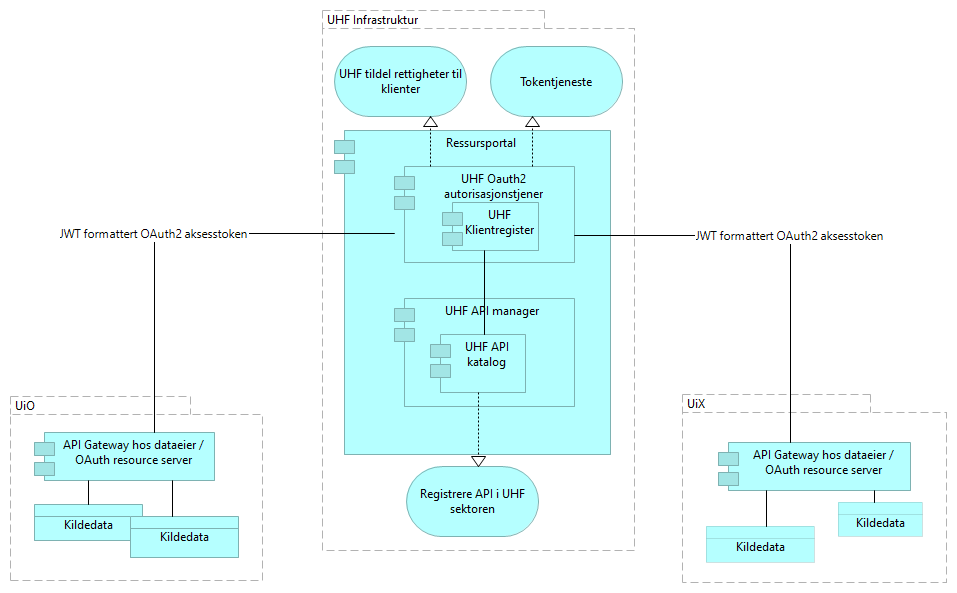 UHF Infrastruktur
UHF tildel rettigheter til
klienter
Tokentjeneste
Ressursportal
UHF Oauth2
autorisasjonstjener
UHF
Klientregister
JWT formattert OAuth2 aksesstoken
JWT formattert OAuth2 aksesstoken
UHF API manager
UHF API
katalog
UiO
API Gateway hos dataeier /
OAuth resource server
Kildedata
Kildedata
Registrere API i UHF
sektoren
UiX
API Gateway hos dataeier /
OAuth resource server
Kildedata
Kildedata